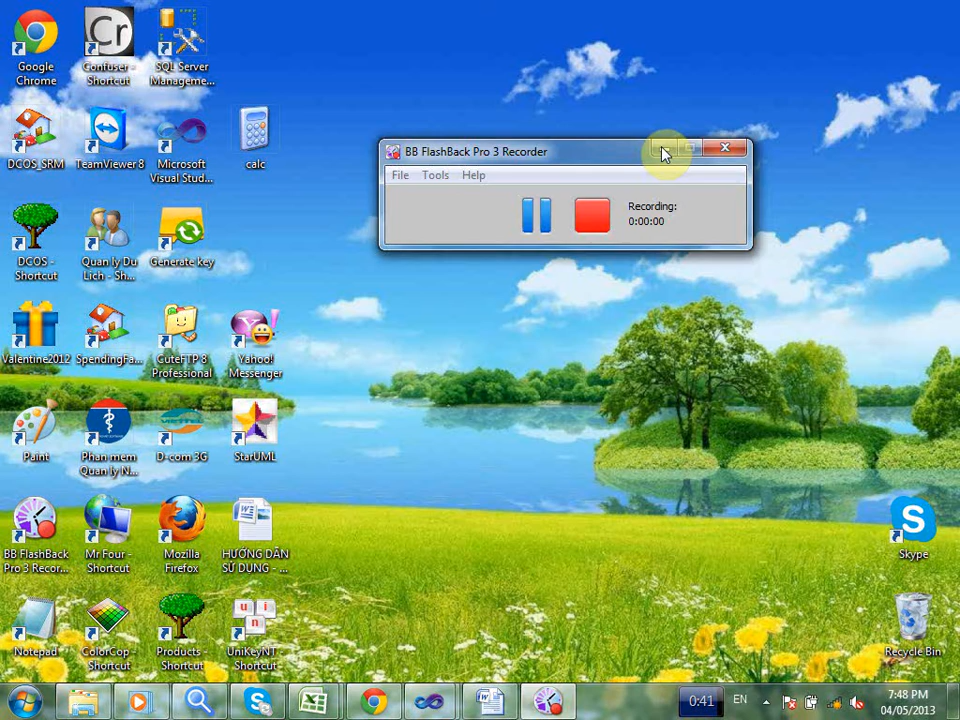 Google
Chrome
Cr
Confuser -
Shortcut
SQL Server
Manageme...
DCOS_SRM
TeamViewer 8
Microsoft
Visual Stud...
calc
DCOS -
Shortcut
Quan ly Du
Lich - Sh...
Generate key
Valentine2012
SpendingFa...
CuteFTP 8
Professional
Yahoo!
Messenger
Paint
Phan mem
Quan ly N...
D-com 3G
StarUML
BB FlashBack
Pro 3 Recor...
Mr Four -
Shortcut
Mozilla
Firefox
HƯỚNG DẪN
SỬ DỤNG - ...
Notepad
ColorCop -
Shortcut
Products -
Shortcut
u i
n
UniKeyNT -
Shortcut
BB FlashBack Pro 3 Recorder
File Tools Help
Recording:
0:00:00
Skype
Recycle Bin
0:41
EN
7:48 PM
04/05/2013